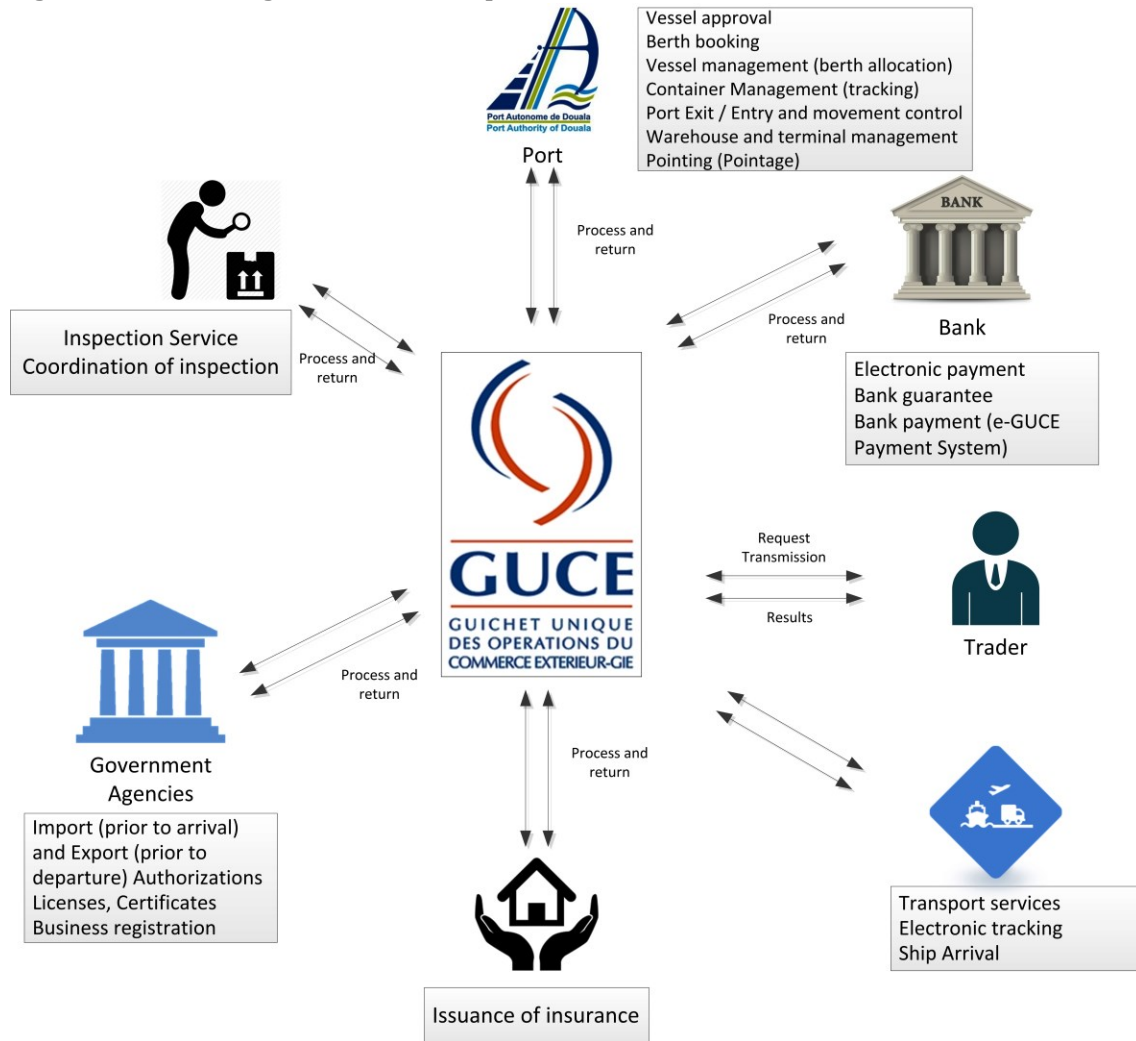 Vessel approval
Berth booking
Vessel management (berth allocation)
Container Management (tracking)
Port Exit / Entry and movement control
Warehouse and terminal management
Pointing (Pointage)
Port Autonome de Douala
Port Authority of Douala
Port
Process and
return
BANK
Bank
Process and
return
Electronic payment
Bank guarantee
Bank payment (e-GUCE
Payment System)
Inspection Service
Coordination of inspection
Process and
return
GUCE
GUICHET UNIQUE
DES OPERATIONS DU
COMMERCE EXTERIEUR-GIE
Request
Transmission
Results
Trader
Government
Agencies
Process and
return
Import (prior to arrival)
and Export (prior to
departure) Authorizations
Licenses, Certificates
Business registration
Process and
return
Issuance of insurance
Transport services
Electronic tracking
Ship Arrival